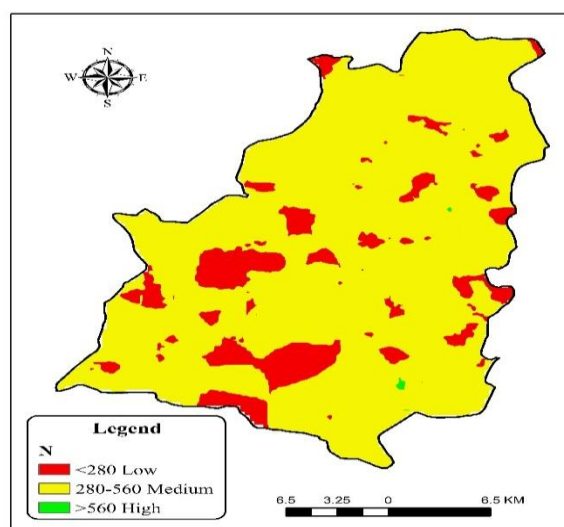 N
W E
S
Legend
N
<280 Low
280-560 Medium
>560 High
6.5 3.25 0 6.5 KM